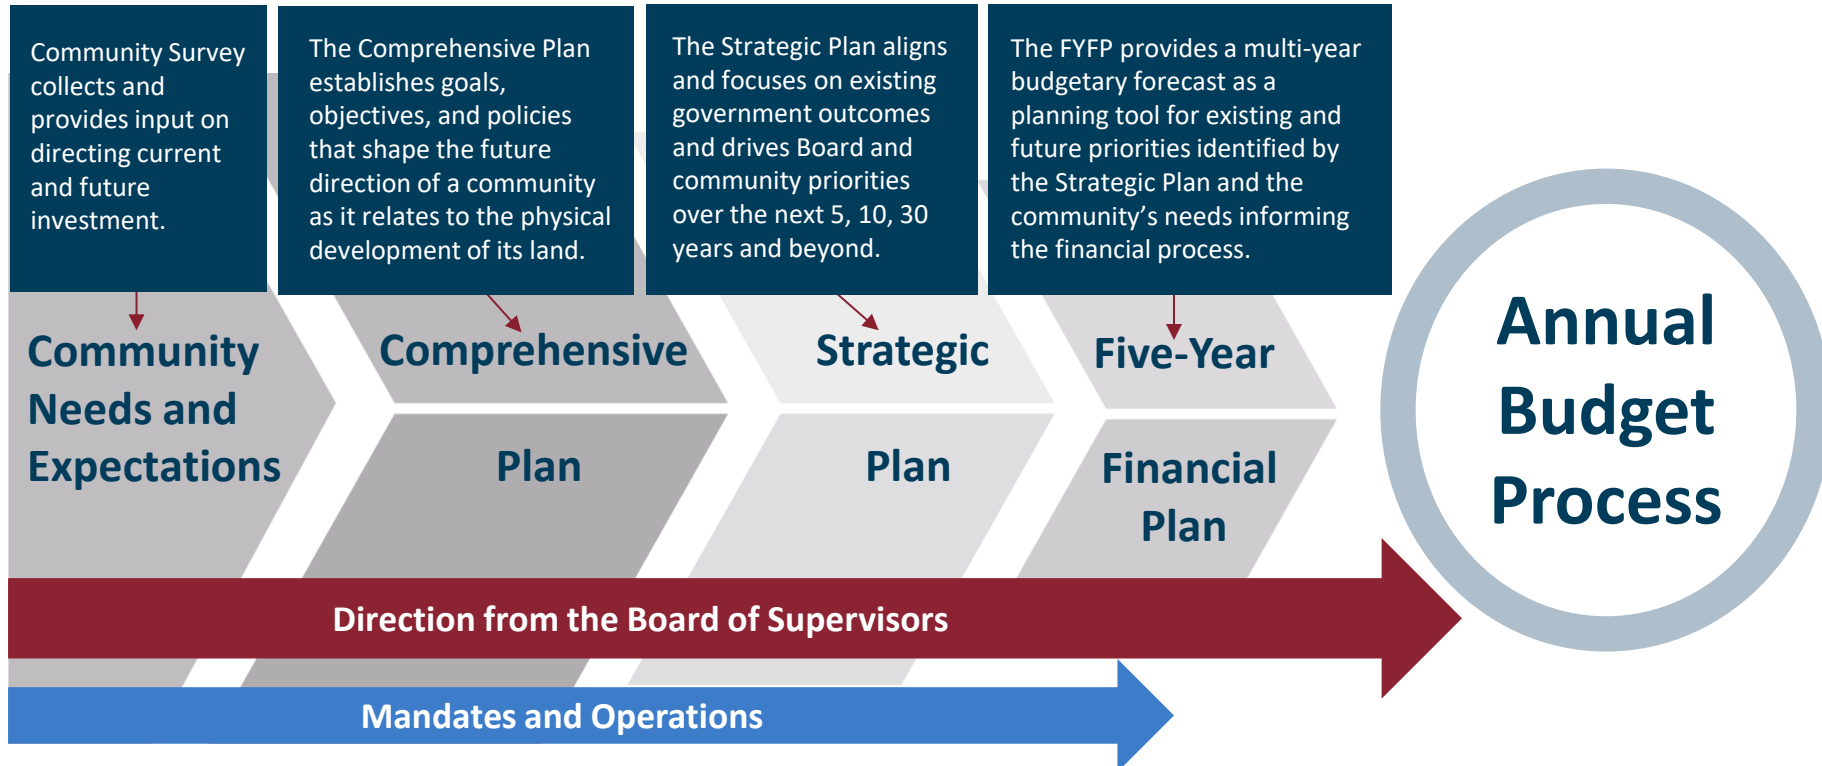 Community Survey
collects and
provides input on
directing current
and future
investment.
The Comprehensive Plan
establishes goals,
objectives, and policies
that shape the future
direction of a community
as it relates to the physical
development of its land.
The Strategic Plan aligns
and focuses on existing
government outcomes
and drives Board and
community priorities
over the next 5, 10, 30
years and beyond.
The FYFP provides a multi-year
budgetary forecast as a
planning tool for existing and
future priorities identified by
the Strategic Plan and the
community’s needs informing
the financial process.
Community
Needs and
Expectations
Comprehensive
Plan
Strategic
Plan
Five-Year
Financial
Plan
Annual
Budget
Process
Direction from the Board of Supervisors
Mandates and Operations